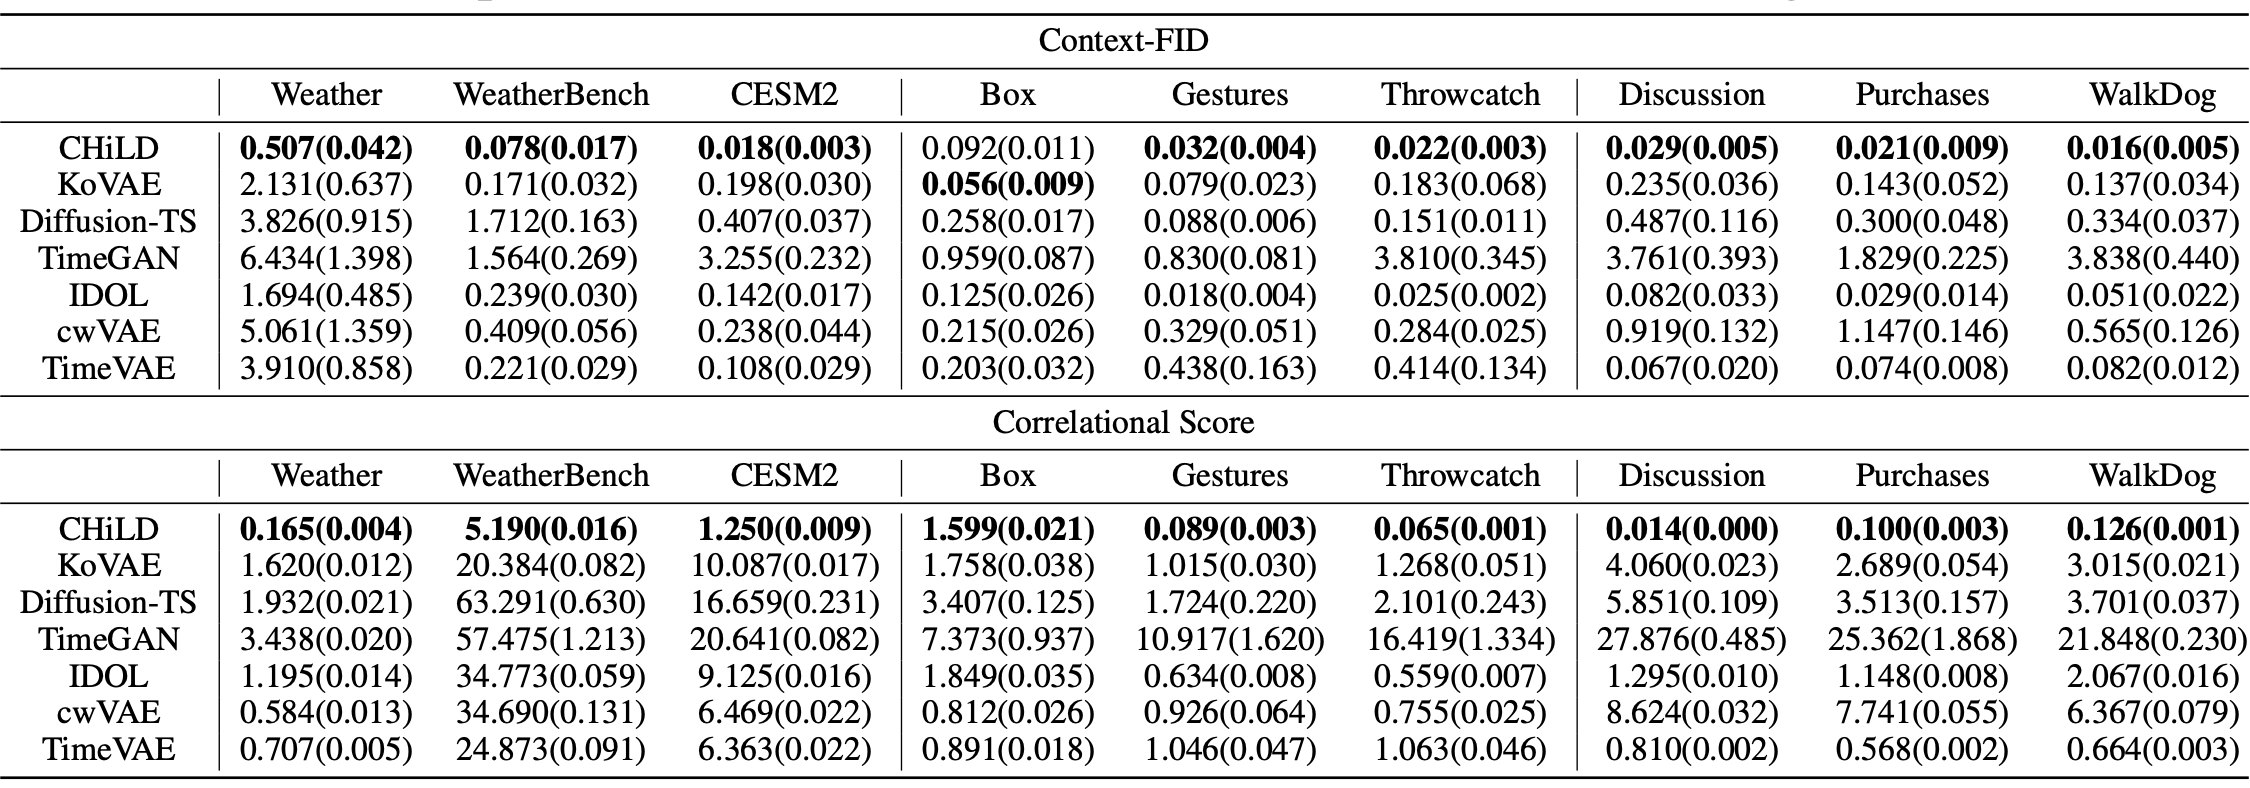 Context-FID
Weather WeatherBench CESM2 Box Gestures Throwcatch Discussion Purchases WalkDog
CHiLD 0.507(0.042) 0.078(0.017) 0.018(0.003) 0.092(0.011) 0.032(0.004) 0.022(0.003) 0.029(0.005) 0.021(0.009) 0.016(0.005)
KoVAE 2.131(0.637) 0.171(0.032) 0.198(0.030) 0.056(0.009) 0.079(0.023) 0.183(0.068) 0.235(0.036) 0.143(0.052) 0.137(0.034)
Diffusion-TS 3.826(0.915) 1.712(0.163) 0.407(0.037) 0.258(0.017) 0.088(0.006) 0.151(0.011) 0.487(0.116) 0.300(0.048) 0.334(0.037)
TimeGAN 6.434(1.398) 1.564(0.269) 3.255(0.232) 0.959(0.087) 0.830(0.081) 3.810(0.345) 3.761(0.393) 1.829(0.225) 3.838(0.440)
IDOL 1.694(0.485) 0.239(0.030) 0.142(0.017) 0.125(0.026) 0.018(0.004) 0.025(0.002) 0.082(0.033) 0.029(0.014) 0.051(0.022)
cwVAE 5.061(1.359) 0.409(0.056) 0.238(0.044) 0.215(0.026) 0.329(0.051) 0.284(0.025) 0.919(0.132) 1.147(0.146) 0.565(0.126)
TimeVAE 3.910(0.858) 0.221(0.029) 0.108(0.029) 0.203(0.032) 0.438(0.163) 0.414(0.134) 0.067(0.020) 0.074(0.008) 0.082(0.012)
Correlational Score
Weather WeatherBench CESM2 Box Gestures Throwcatch Discussion Purchases WalkDog
CHiLD 0.165(0.004) 5.190(0.016) 1.250(0.009) 1.599(0.021) 0.089(0.003) 0.065(0.001) 0.014(0.000) 0.100(0.003) 0.126(0.001)
KoVAE 1.620(0.012) 20.384(0.082) 10.087(0.017) 1.758(0.038) 1.015(0.030) 1.268(0.051) 4.060(0.023) 2.689(0.054) 3.015(0.021)
Diffusion-TS 1.932(0.021) 63.291(0.630) 16.659(0.231) 3.407(0.125) 1.724(0.220) 2.101(0.243) 5.851(0.109) 3.513(0.157) 3.701(0.037)
TimeGAN 3.438(0.020) 57.475(1.213) 20.641(0.082) 7.373(0.937) 10.917(1.620) 16.419(1.334) 27.876(0.485) 25.362(1.868) 21.848(0.230)
IDOL 1.195(0.014) 34.773(0.059) 9.125(0.016) 1.849(0.035) 0.634(0.008) 0.559(0.007) 1.295(0.010) 1.148(0.008) 2.067(0.016)
cwVAE 0.584(0.013) 34.690(0.131) 6.469(0.022) 0.812(0.026) 0.926(0.064) 0.755(0.025) 8.624(0.032) 7.741(0.055) 6.367(0.079)
TimeVAE 0.707(0.005) 24.873(0.091) 6.363(0.022) 0.891(0.018) 1.046(0.047) 1.063(0.046) 0.810(0.002) 0.568(0.002) 0.664(0.003)